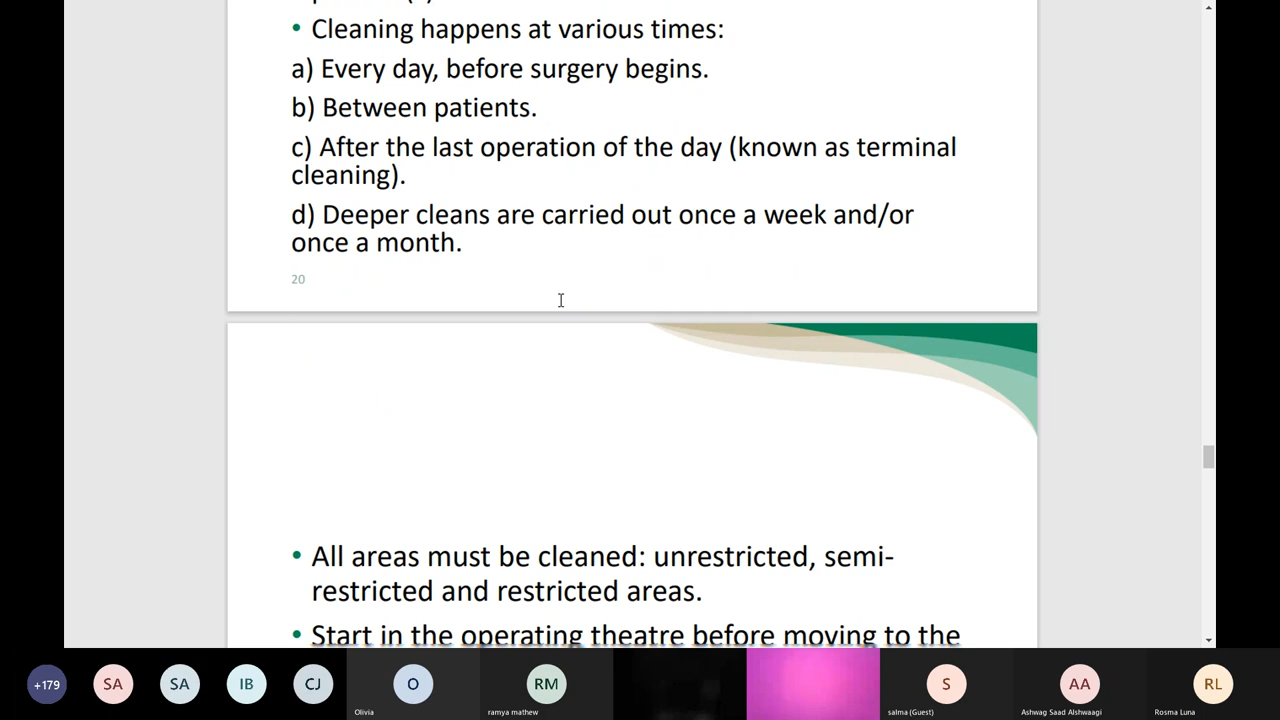 • Cleaning happens at various times:
a) Every day, before surgery begins.
b) Between patients.
c) After the last operation of the day (known as terminal
cleaning).
d) Deeper cleans are carried out once a week and/or
once a month.
20
• All areas must be cleaned: unrestricted, semi-
restricted and restricted areas.
• Start in the operating theatre before moving to the
+179
SA
SA
IB
CJ
O
RM
S
AA
RL
Olivia
ramya mathew
salma (Guest)
Ashwag Saad Alshwaagi
Rosma Luna